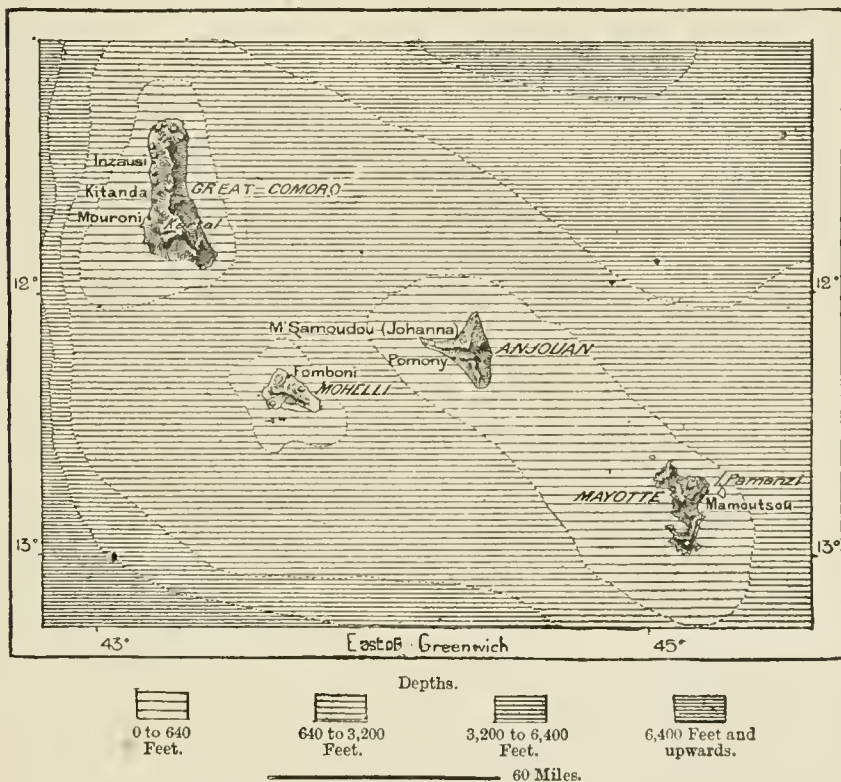 Inzausi
Kitanda
GREAT-COMORO
Mouroni
Kartal
12°
12°
M'Samoudou (Johanna)
ANJOUAN
Pomony
Fomboni
MOHELLI
Pamanzi
MAYOTTE
Mamoutsou
13°
13°
43°
East of Greenwich
45°
Depths.
0 to 640
Feet.
640 to 3,200
Feet.
3,200 to 6,400
Feet.
6,400 Feet and
upwards.
60 Miles.